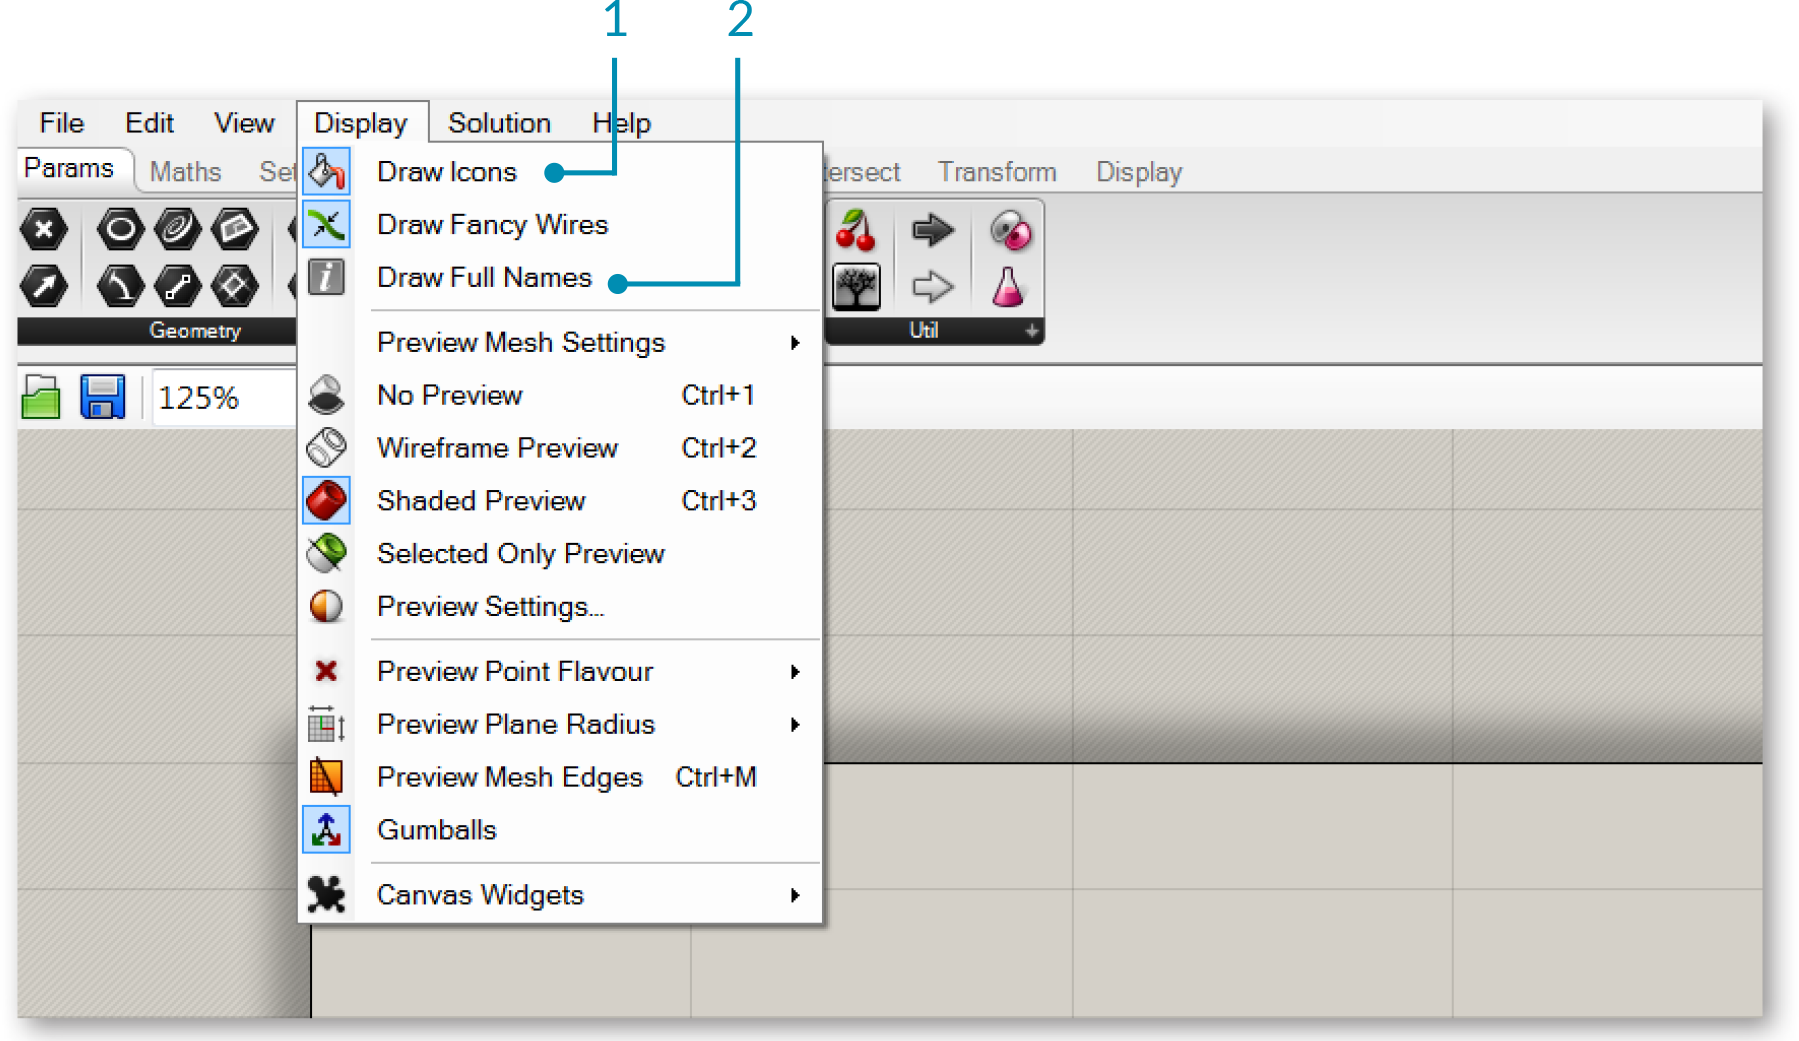 1 2
File Edit View Display Solution Help
Params Maths Set tersect Transform Display
Draw Icons
Draw Fancy Wires
Draw Full Names
Geometry
Util
Preview Mesh Settings
125%
No Preview Ctrl+1
Wireframe Preview Ctrl+2
Shaded Preview Ctrl+3
Selected Only Preview
Preview Settings...
Preview Point Flavour
Preview Plane Radius
Preview Mesh Edges Ctrl+M
Gumballs
Canvas Widgets